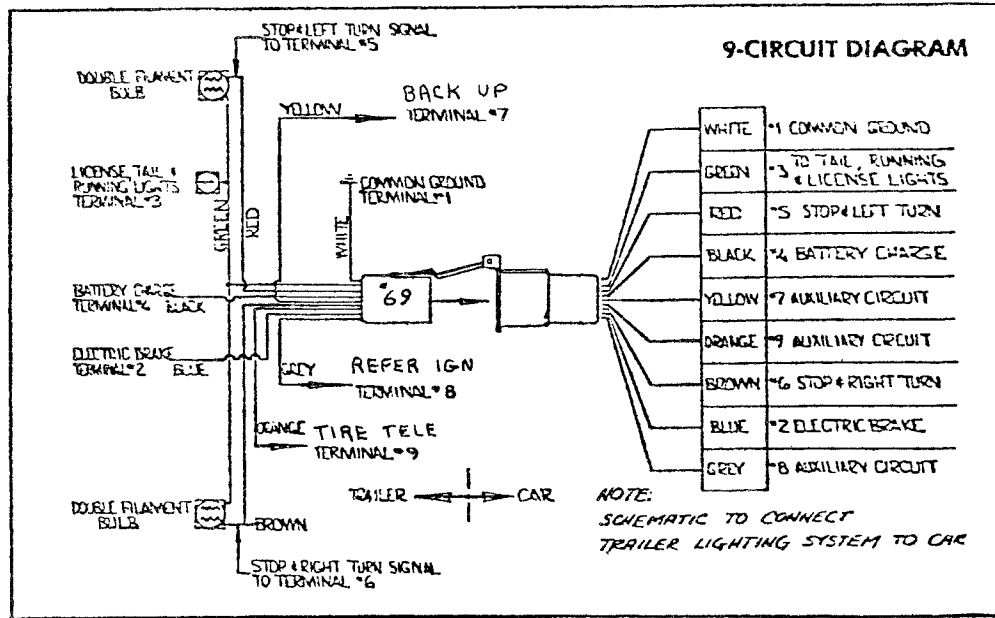 9-CIRCUIT DIAGRAM
STOP & LEFT TURN SIGNAL
TO TERMINAL #5
DOUBLE FILAMENT
BULB
YELLOW
BACK UP
TERMINAL #7
LICENSE, TAIL &
RUNNING LIGHTS
TERMINAL #3
GREEN
RED
WHITE
COMMON GROUND
TERMINAL #1
BATTERY CHARGE
TERMINAL #4 BLACK
#69
ELECTRIC BRAKE
TERMINAL #2 BLUE
GREY
REFER IGN
TERMINAL #8
ORANGE
TIRE TELE
TERMINAL #9
TRAILER
CAR
DOUBLE FILAMENT
BULB
BROWN
STOP & RIGHT TURN SIGNAL
TO TERMINAL #6
WHITE #1 COMMON GROUND
GREEN #3 TO TAIL, RUNNING
& LICENSE LIGHTS
RED #5 STOP & LEFT TURN
BLACK #4 BATTERY CHARGE
YELLOW #7 AUXILIARY CIRCUIT
ORANGE #9 AUXILIARY CIRCUIT
BROWN #6 STOP & RIGHT TURN
BLUE #2 ELECTRIC BRAKE
GREY #8 AUXILIARY CIRCUIT
NOTE:
SCHEMATIC TO CONNECT
TRAILER LIGHTING SYSTEM TO CAR